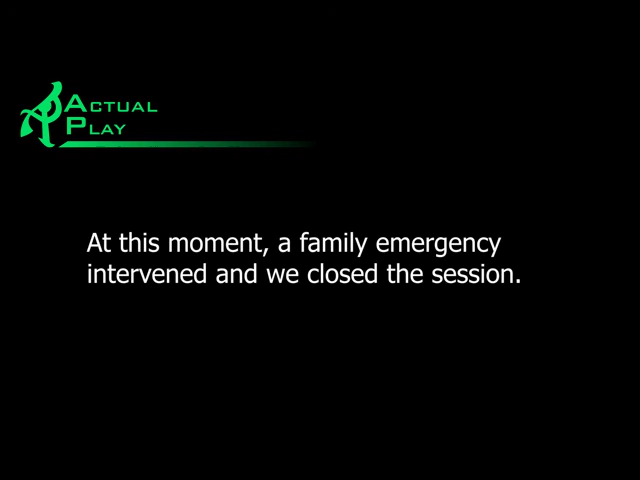 Actual
Play
At this moment, a family emergency
intervened and we closed the session.